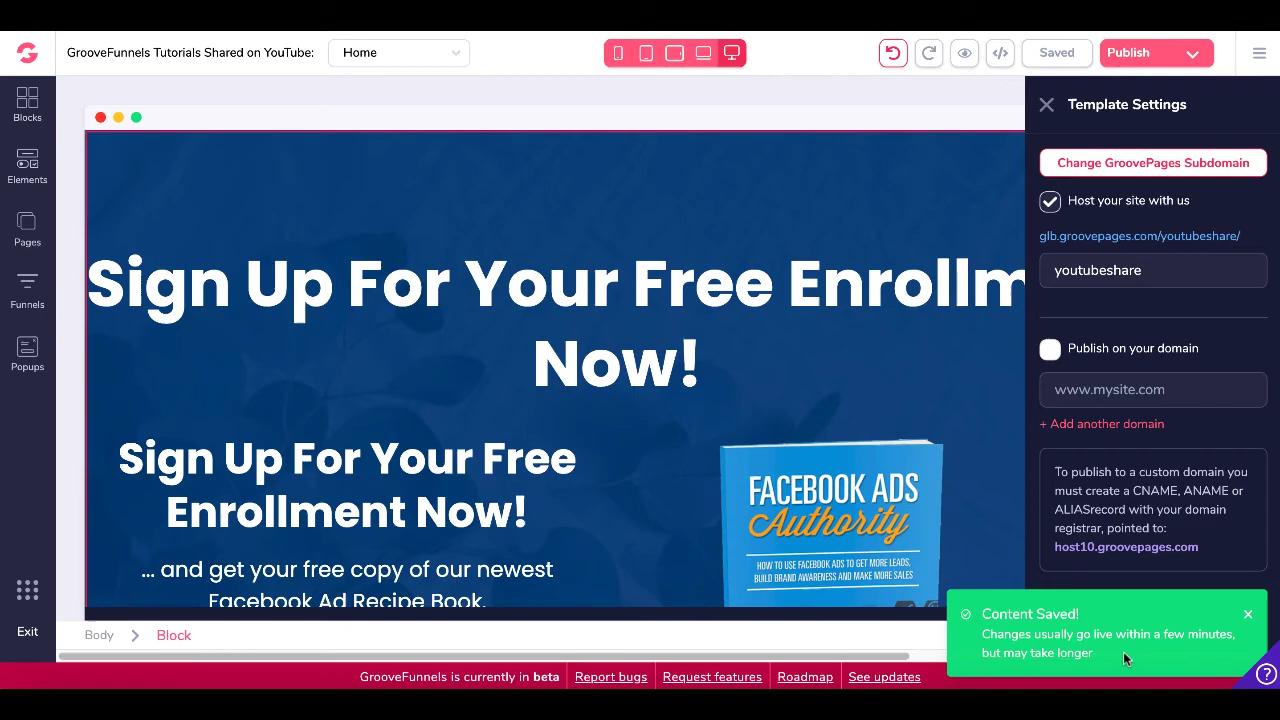 GrooveFunnels Tutorials Shared on YouTube:
Home
Saved
Publish
Blocks
Elements
Pages
Funnels
Popups
Exit
Sign Up For Your Free Enrollm
Now!
Sign Up For Your Free
Enrollment Now!
... and get your free copy of our newest
Facebook Ad Recipe Book.
FACEBOOK ADS
Authority
HOW TO USE FACEBOOK ADS TO GET MORE LEADS,
BUILD BRAND AWARENESS AND MAKE MORE SALES
Template Settings
Change GroovePages Subdomain
Host your site with us
glb.groovepages.com/youtubeshare/
youtubeshare
Publish on your domain
www.mysite.com
+ Add another domain
To publish to a custom domain you
must create a CNAME, ANAME or
ALIASrecord with your domain
registrar, pointed to:
host10.groovepages.com
Content Saved!
Changes usually go live within a few minutes,
but may take longer
Body
Block
GrooveFunnels is currently in beta
Report bugs
Request features
Roadmap
See updates
?